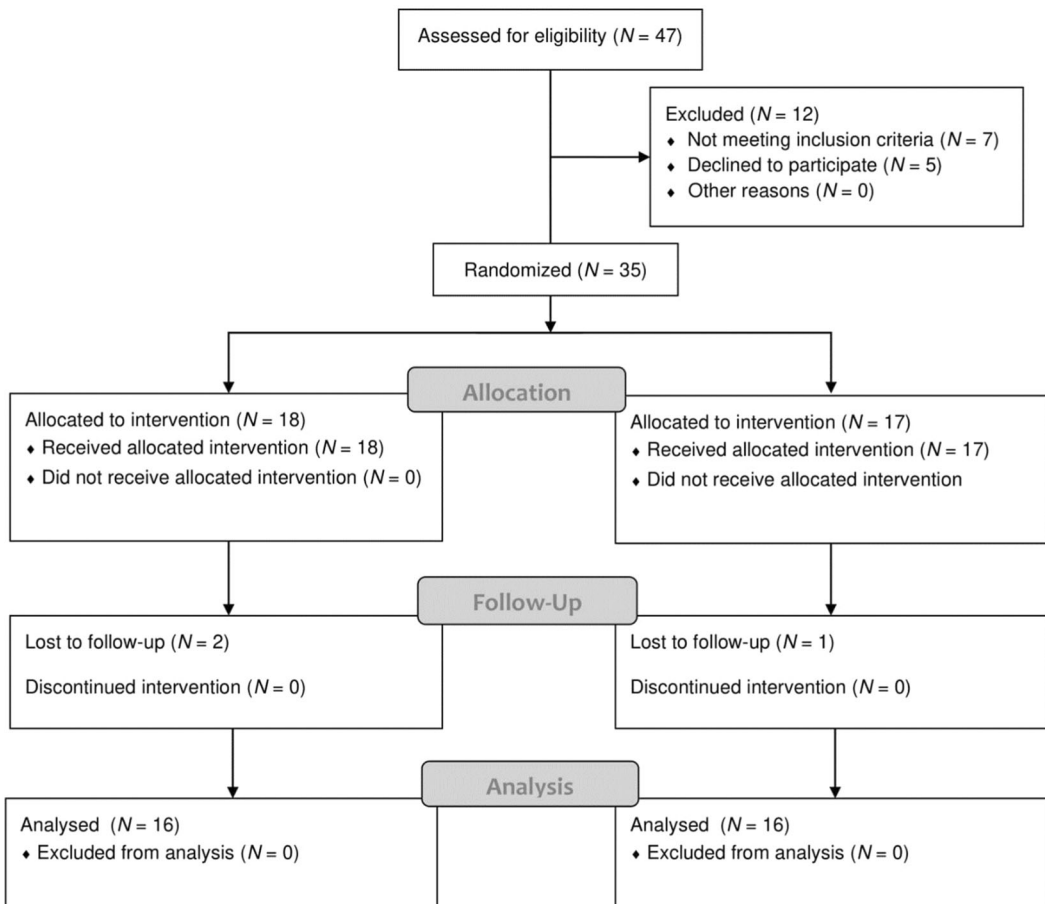 Assessed for eligibility (N = 47)
Excluded (N = 12)
♦ Not meeting inclusion criteria (N = 7)
♦ Declined to participate (N = 5)
♦ Other reasons (N = 0)
Randomized (N = 35)
Allocation
Allocated to intervention (N = 18)
♦ Received allocated intervention (N = 18)
♦ Did not receive allocated intervention (N = 0)
Allocated to intervention (N = 17)
♦ Received allocated intervention (N = 17)
♦ Did not receive allocated intervention
Follow-Up
Lost to follow-up (N = 2)
Discontinued intervention (N = 0)
Lost to follow-up (N = 1)
Discontinued intervention (N = 0)
Analysis
Analysed (N = 16)
♦ Excluded from analysis (N = 0)
Analysed (N = 16)
♦ Excluded from analysis (N = 0)